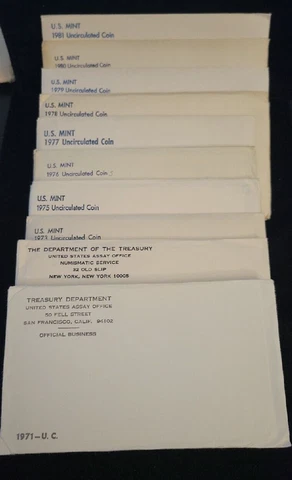 U.S. MINT
1981 Uncirculated Coin
U.S. MINT
1980 Uncirculated Coin
U.S. MINT
1979 Uncirculated Coin
U.S. MINT
1978 Uncirculated Coin
U.S. MINT
1977 Uncirculated Coin
U.S. MINT
1976 Uncirculated Coin
U.S. MINT
1975 Uncirculated Coin
U.S. MINT
1973 Uncirculated Coin
THE DEPARTMENT OF THE TREASURY
UNITED STATES ASSAY OFFICE
NUMISMATIC SERVICE
32 OLD SLIP
NEW YORK, NEW YORK 10005
TREASURY DEPARTMENT
UNITED STATES ASSAY OFFICE
50 FELL STREET
SAN FRANCISCO, CALIF. 94102
OFFICIAL BUSINESS
1971-U.C.